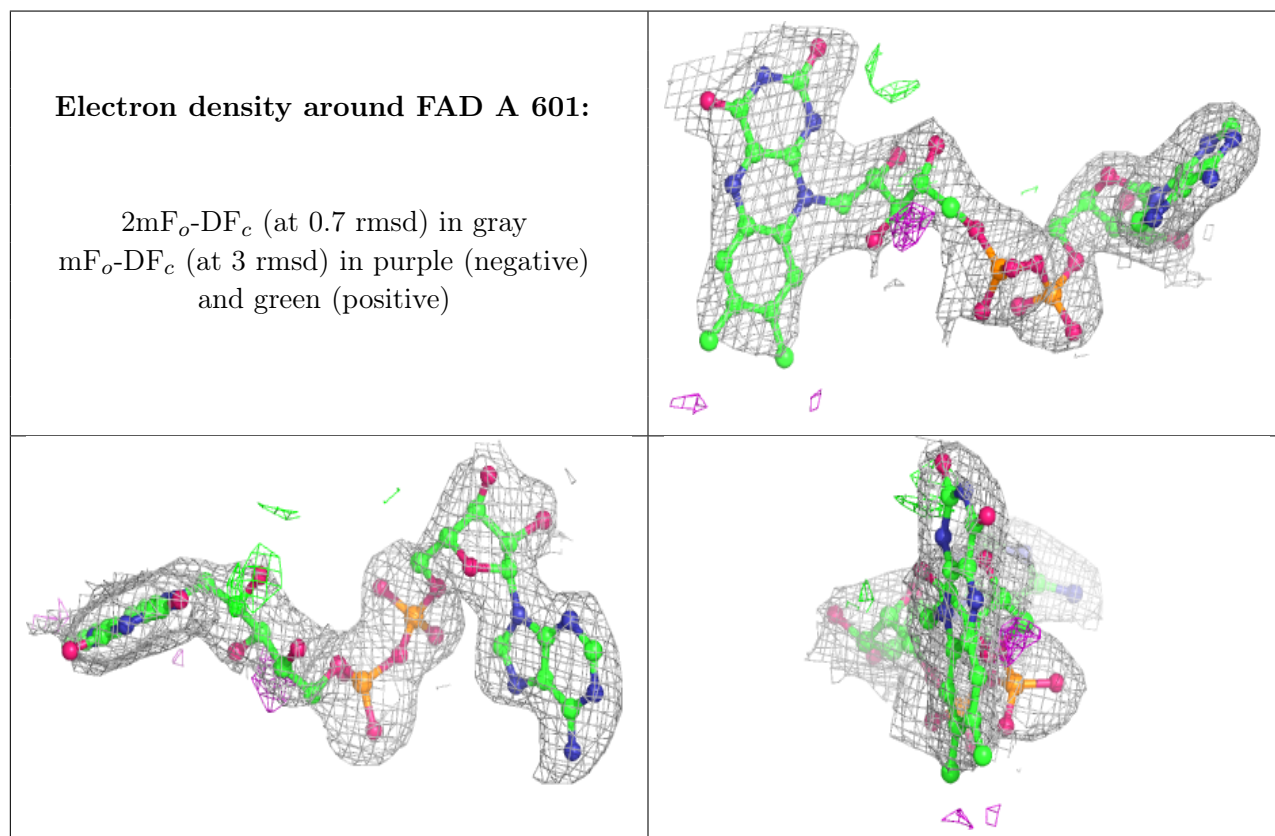 Electron density around FAD A 601:
2mFo-DFc (at 0.7 rmsd) in gray
mFo-DFc (at 3 rmsd) in purple (negative)
and green (positive)